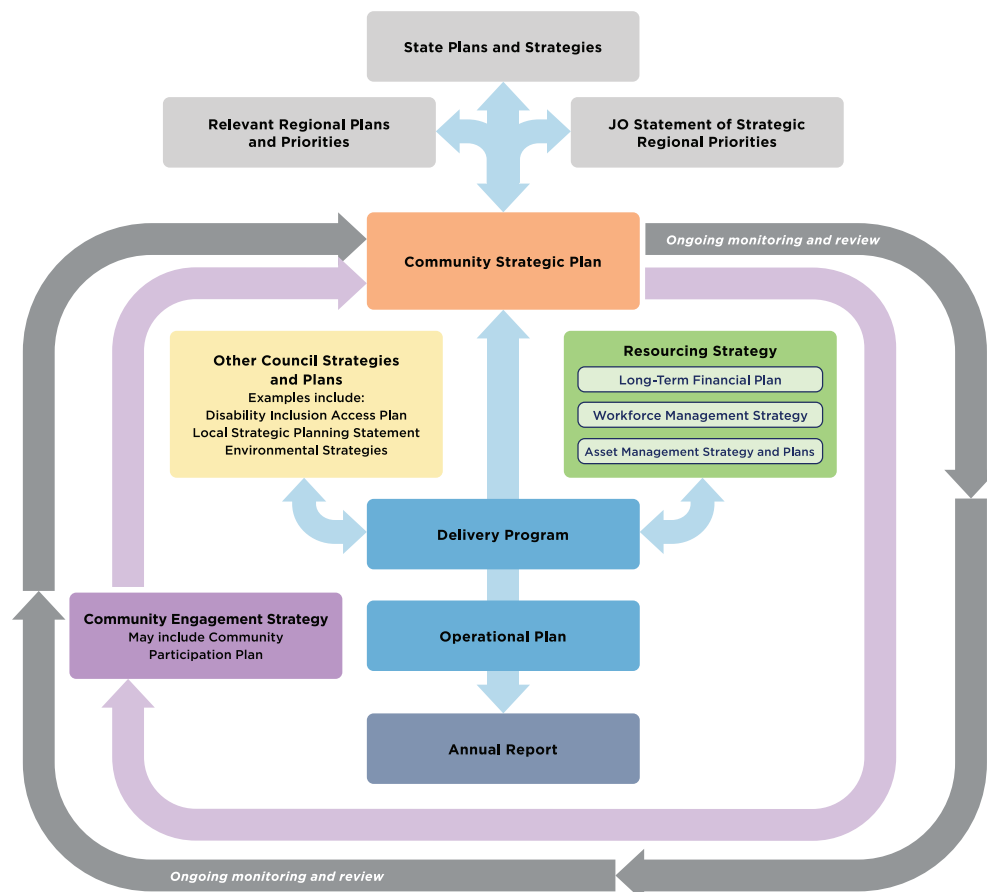 State Plans and Strategies
Relevant Regional Plans
and Priorities
JO Statement of Strategic
Regional Priorities
Community Strategic Plan
Ongoing monitoring and review
Other Council Strategies
and Plans
Examples include:
Disability Inclusion Access Plan
Local Strategic Planning Statement
Environmental Strategies
Resourcing Strategy
Long-Term Financial Plan
Workforce Management Strategy
Asset Management Strategy and Plans
Delivery Program
Community Engagement Strategy
May include Community
Participation Plan
Operational Plan
Annual Report
Ongoing monitoring and review